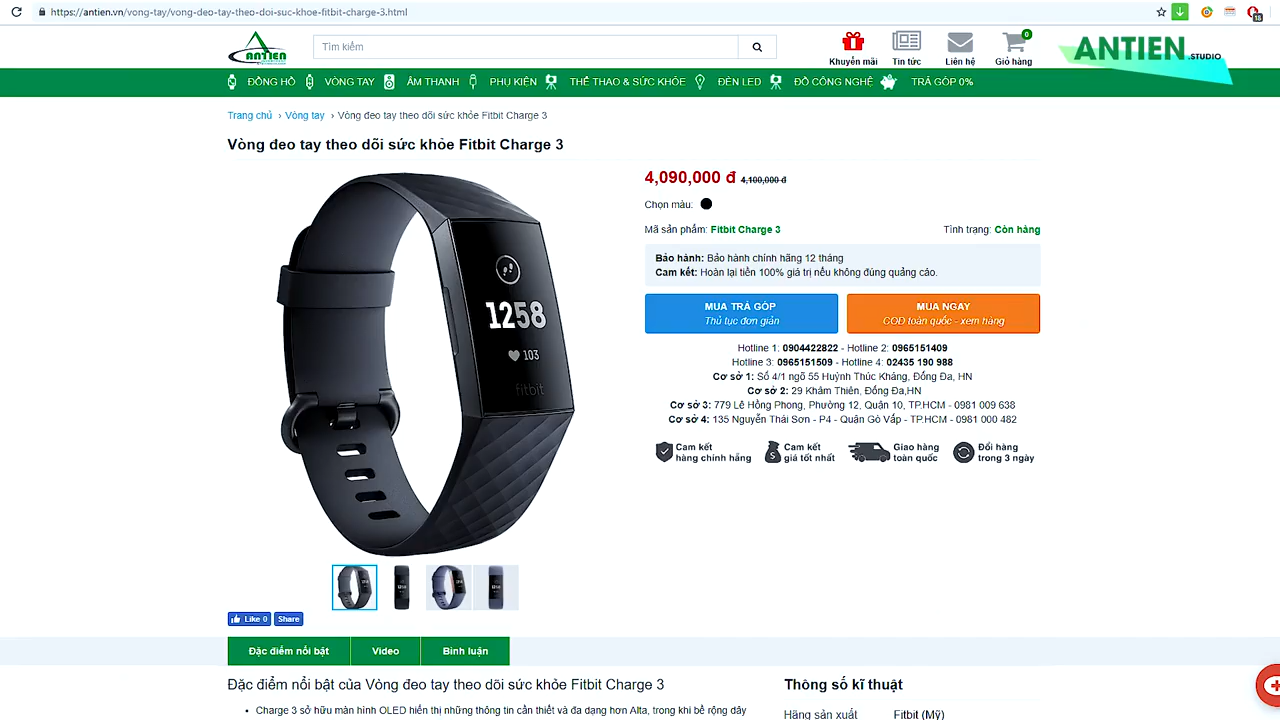 https://antien.vn/vong-tay/vong-deo-tay-theo-doi-suc-khoe-fitbit-charge-3.html
18
ANTIEN
Tìm kiếm
Khuyến mãi
Tin tức
Liên hệ
0
Giỏ hàng
ANTIEN.STUDIO
ĐỒNG HỒ
VÒNG TAY
ÂM THANH
PHỤ KIỆN
THỂ THAO & SỨC KHỎE
ĐÈN LED
ĐỒ CÔNG NGHỆ
TRẢ GÓP 0%
Trang chủ › Vòng tay › Vòng đeo tay theo dõi sức khỏe Fitbit Charge 3
Vòng đeo tay theo dõi sức khỏe Fitbit Charge 3
4,090,000 đ 4,100,000 đ
Chọn màu:
Mã sản phẩm: Fitbit Charge 3
Tình trạng: Còn hàng
Bảo hành: Bảo hành chính hãng 12 tháng
Cam kết: Hoàn lại tiền 100% giá trị nếu không đúng quảng cáo.
MUA TRẢ GÓP
Thủ tục đơn giản
MUA NGAY
COD toàn quốc - xem hàng
Hotline 1: 0904422822 - Hotline 2: 0965151409
Hotline 3: 0965151509 - Hotline 4: 02435 190 988
Cơ sở 1: Số 4/1 ngõ 55 Huỳnh Thúc Kháng, Đống Đa, HN
Cơ sở 2: 29 Khâm Thiên, Đống Đa,HN
Cơ sở 3: 779 Lê Hồng Phong, Phường 12, Quận 10, TP.HCM - 0981 009 638
Cơ sở 4: 135 Nguyễn Thái Sơn - P4 - Quận Gò Vấp - TP.HCM - 0981 000 482
Cam kết
hàng chính hãng
Cam kết
giá tốt nhất
Giao hàng
toàn quốc
Đổi hàng
trong 3 ngày
1258
103
fitbit
Like 0
Share
Đặc điểm nổi bật
Video
Bình luận
Đặc điểm nổi bật của Vòng đeo tay theo dõi sức khỏe Fitbit Charge 3
• Charge 3 sở hữu màn hình OLED hiển thị những thông tin cần thiết và đa dạng hơn Alta, trong khi bề rộng dây
Thông số kĩ thuật
Hãng sản xuất
Fitbit (Mỹ)